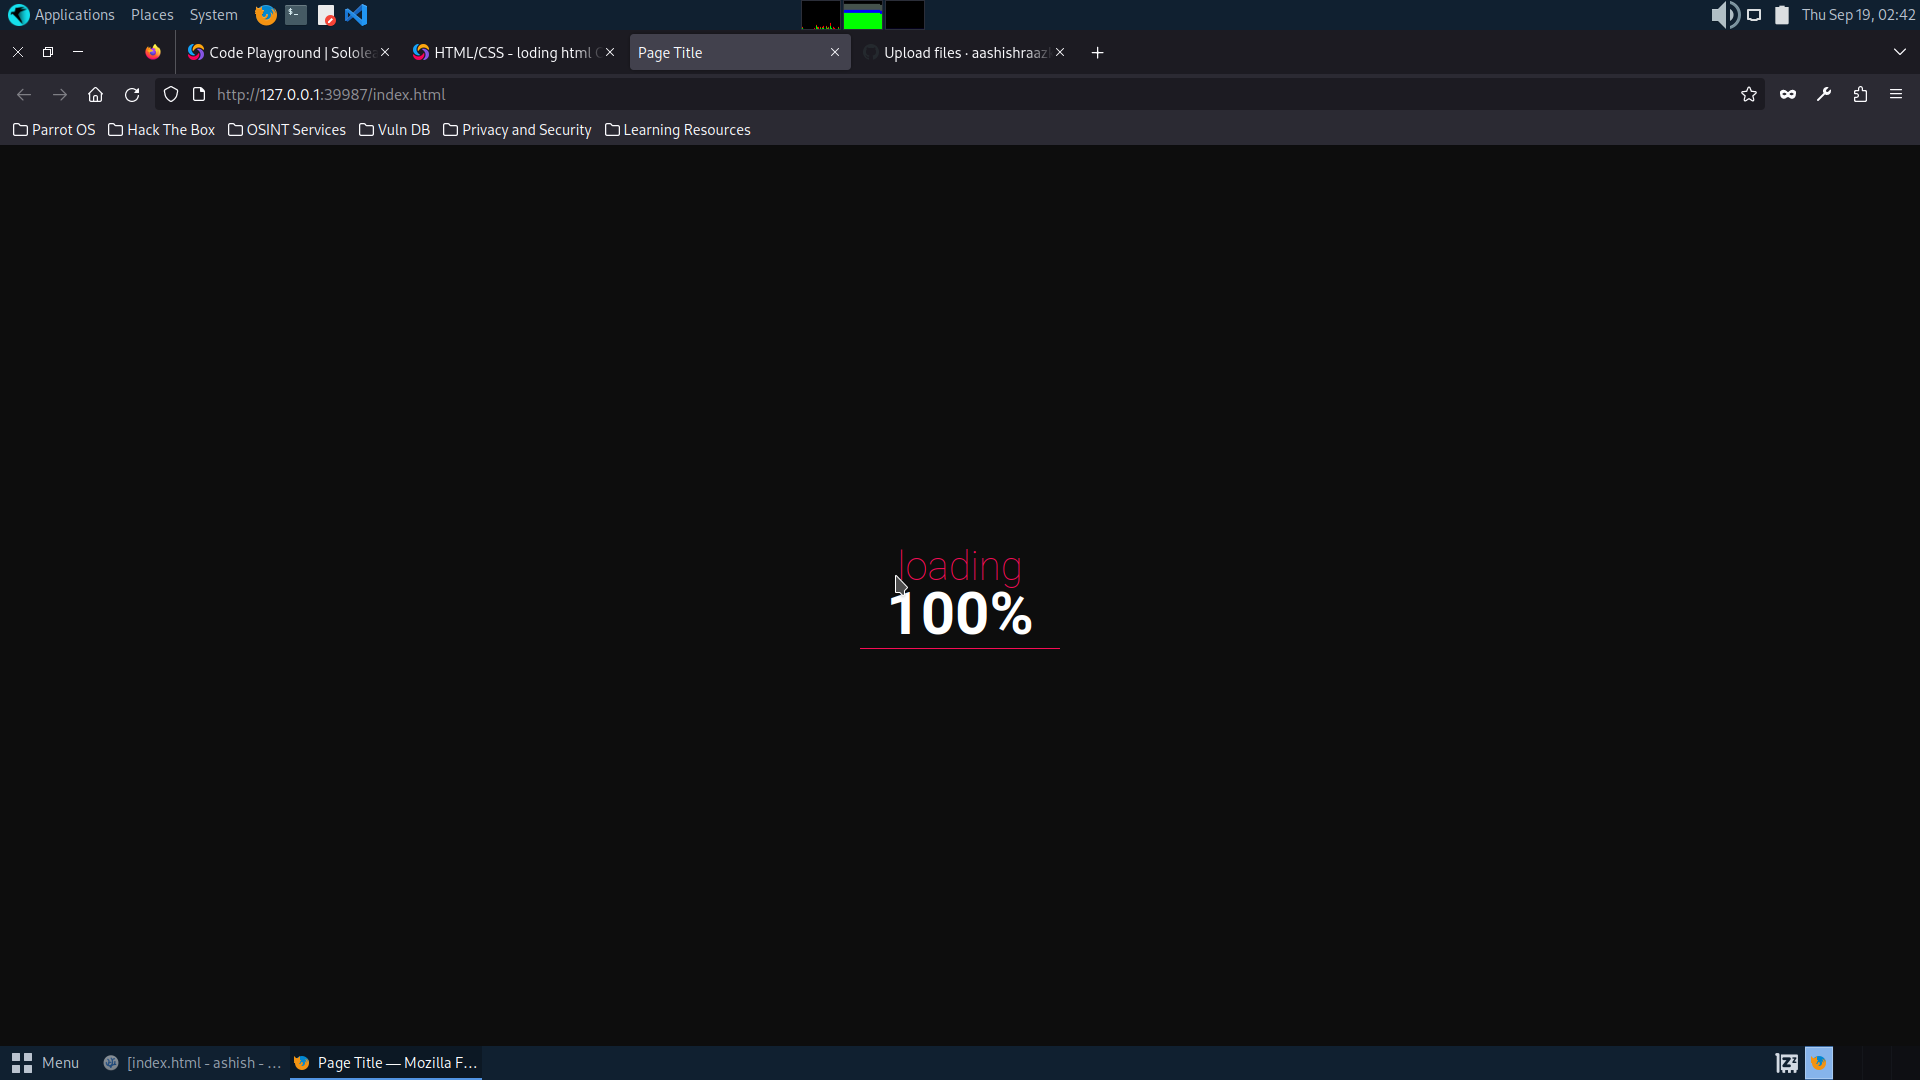 Applications Places System
Thu Sep 19, 02:42
Code Playground | Solole
HTML/CSS - loding html
Page Title
Upload files · aashishraaz
http://127.0.0.1:39987/index.html
Parrot OS Hack The Box OSINT Services Vuln DB Privacy and Security Learning Resources
loading
100%
Menu [index.html - ashish - ... Page Title — Mozilla F...